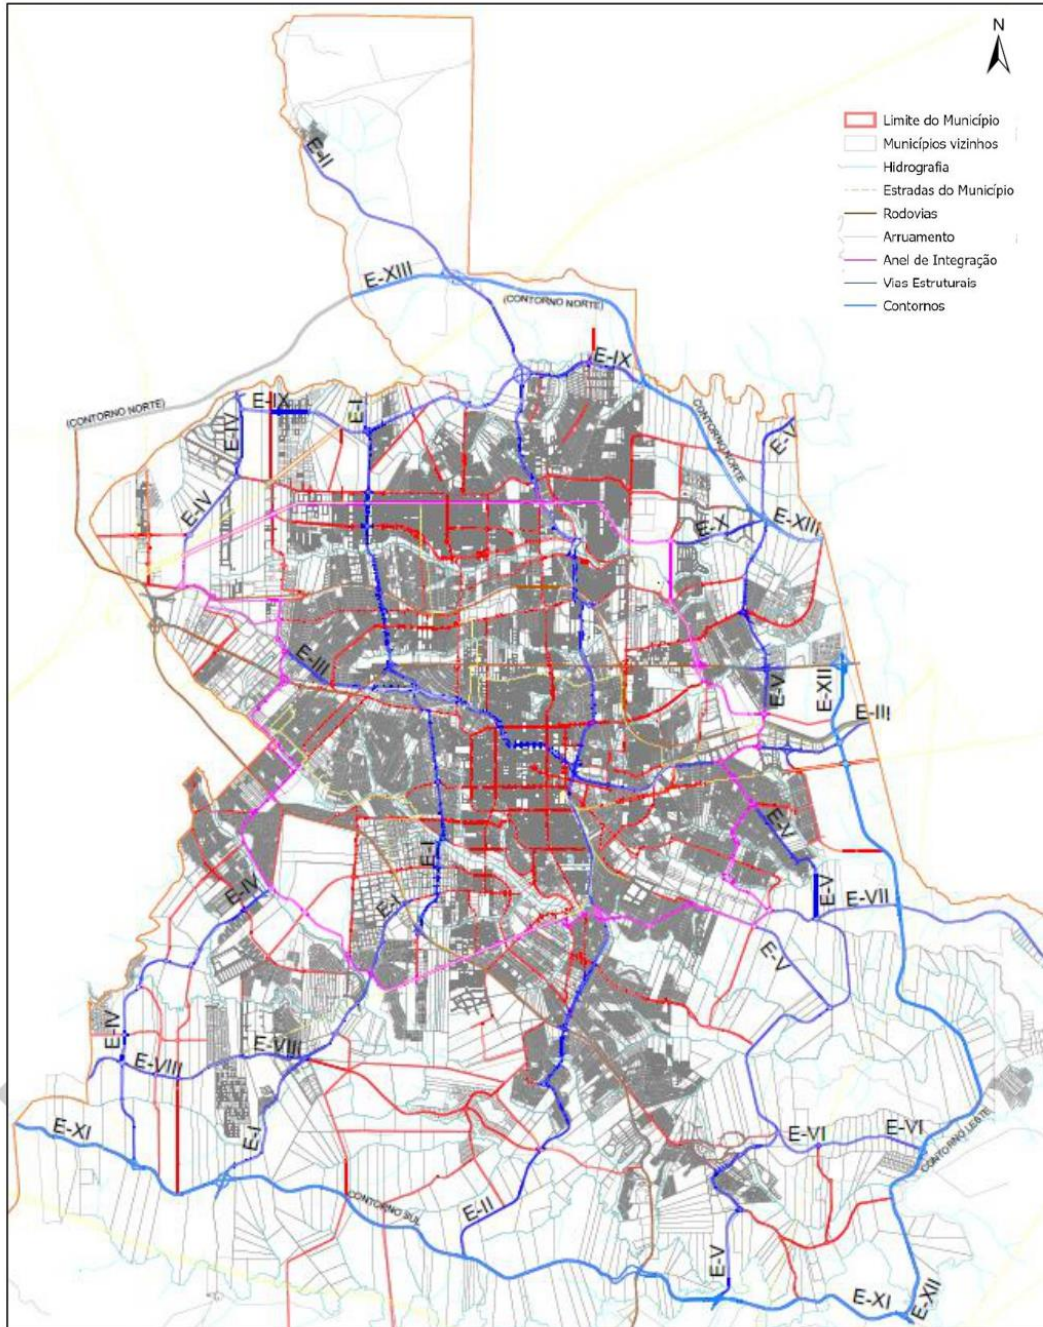 N
Limite do Município
Municípios vizinhos
Hidrografia
Estradas do Município
Rodovias
Arruamento
Anel de Integração
Vias Estruturais
Contornos
E-II
E-XIII
(CONTORNO NORTE)
E-IX
(CONTORNO NORTE)
E-IX
E-I
E-IV
CONTORNO NORTE
E-V
E-IV
E-X
E-XIII
E-III
E-V
E-XII
E-III
E-V
E-I
E-V
E-IV
E-I
E-VII
E-V
E-IV
E-VIII
E-VIII
E-XI
E-I
E-VI
E-VI
CONTORNO LESTE
CONTORNO SUL
E-II
E-V
E-XI
E-XII